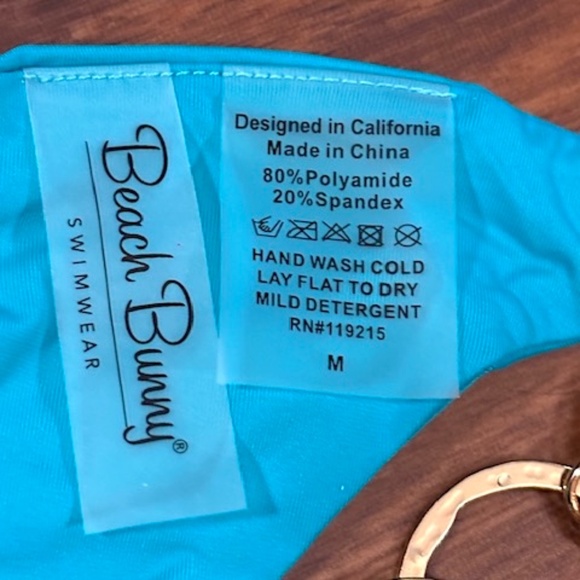 Beach Bunny®
SWIMWEAR
Designed in California
Made in China
80%Polyamide
20%Spandex
HAND WASH COLD
LAY FLAT TO DRY
MILD DETERGENT
RN#119215
M